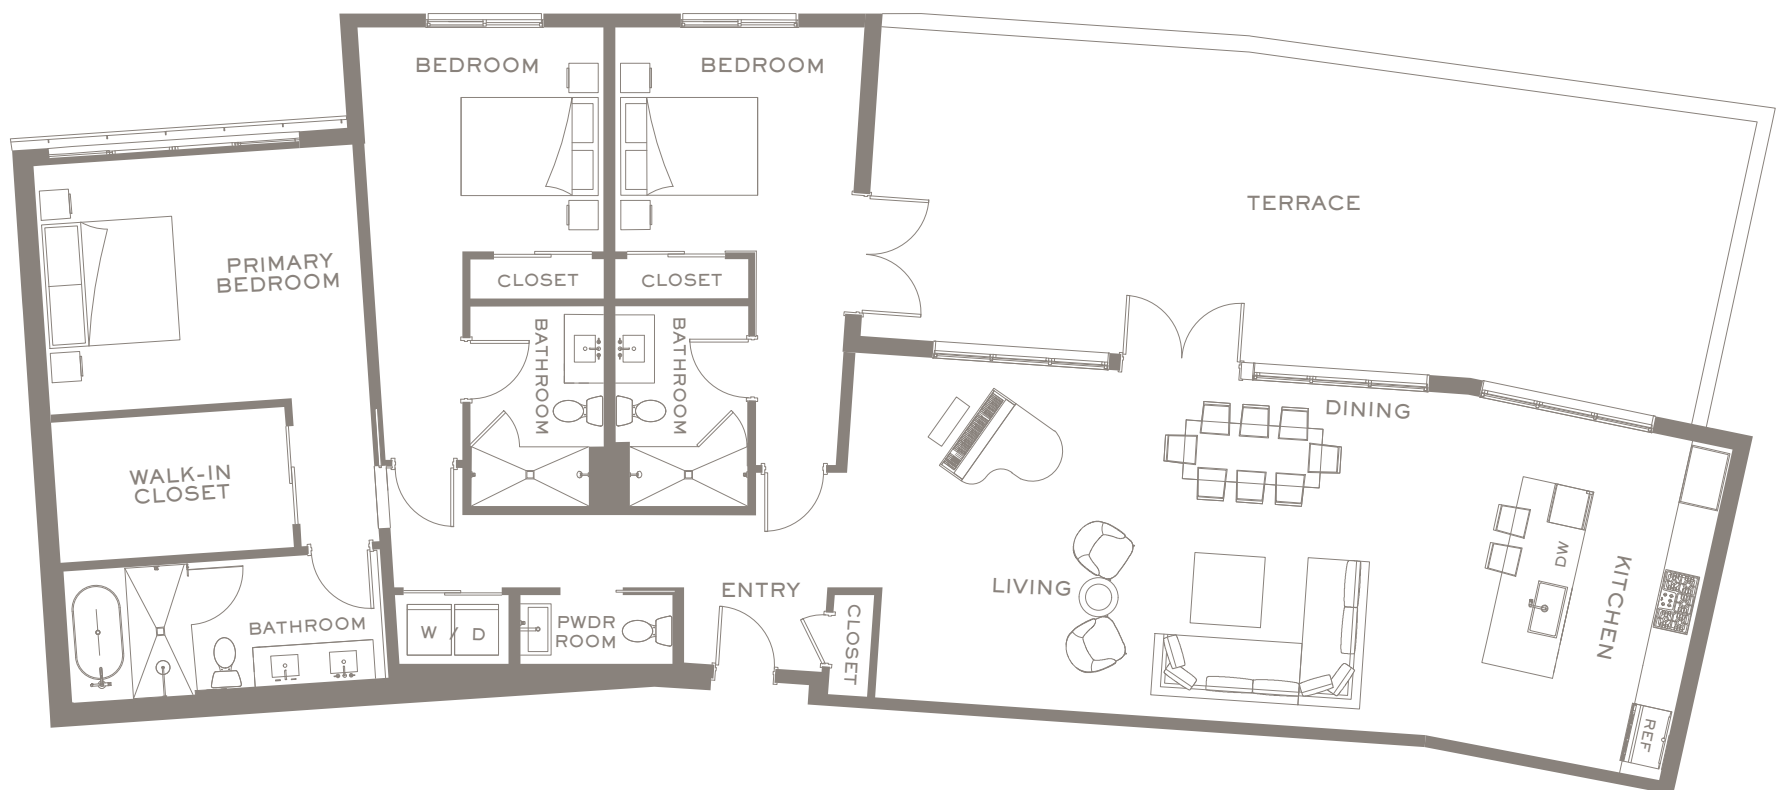 BEDROOM
BEDROOM
TERRACE
PRIMARY
BEDROOM
CLOSET
CLOSET
BATHROOM
BATHROOM
DINING
WALK-IN
CLOSET
DW
KITCHEN
LIVING
ENTRY
CLOSET
BATHROOM
W / D
PWDR
ROOM
REF